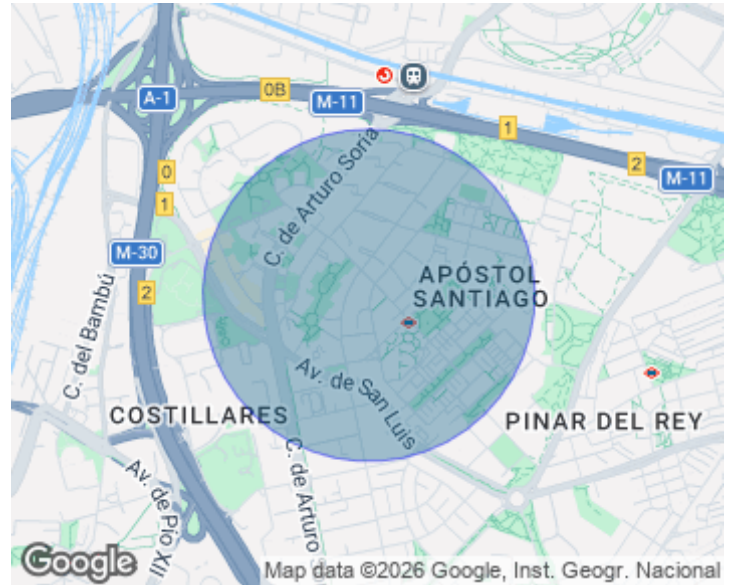 0B
A-1
M-11
1
2
M-11
0
1
C. de Arturo Soria
M-30
2
APÓSTOL
SANTIAGO
C. del Bambú
Av. de San Luis
COSTILLARES
PINAR DEL REY
C. de Arturo
Av. de Pío XII
Google
Map data ©2026 Google, Inst. Geogr. Nacional